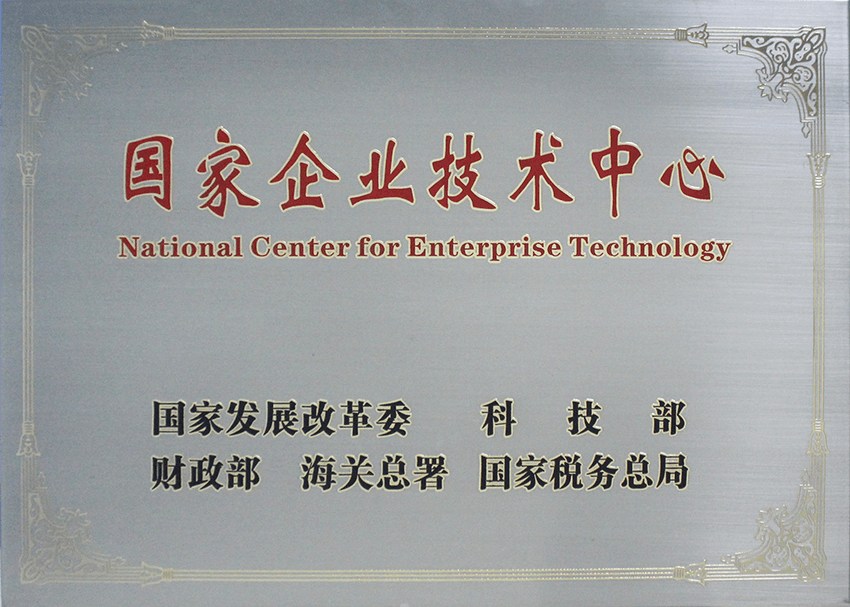 国家企业技术中心
National Center for Enterprise Technology
国家发展改革委 科技部
财政部 海关总署 国家税务总局